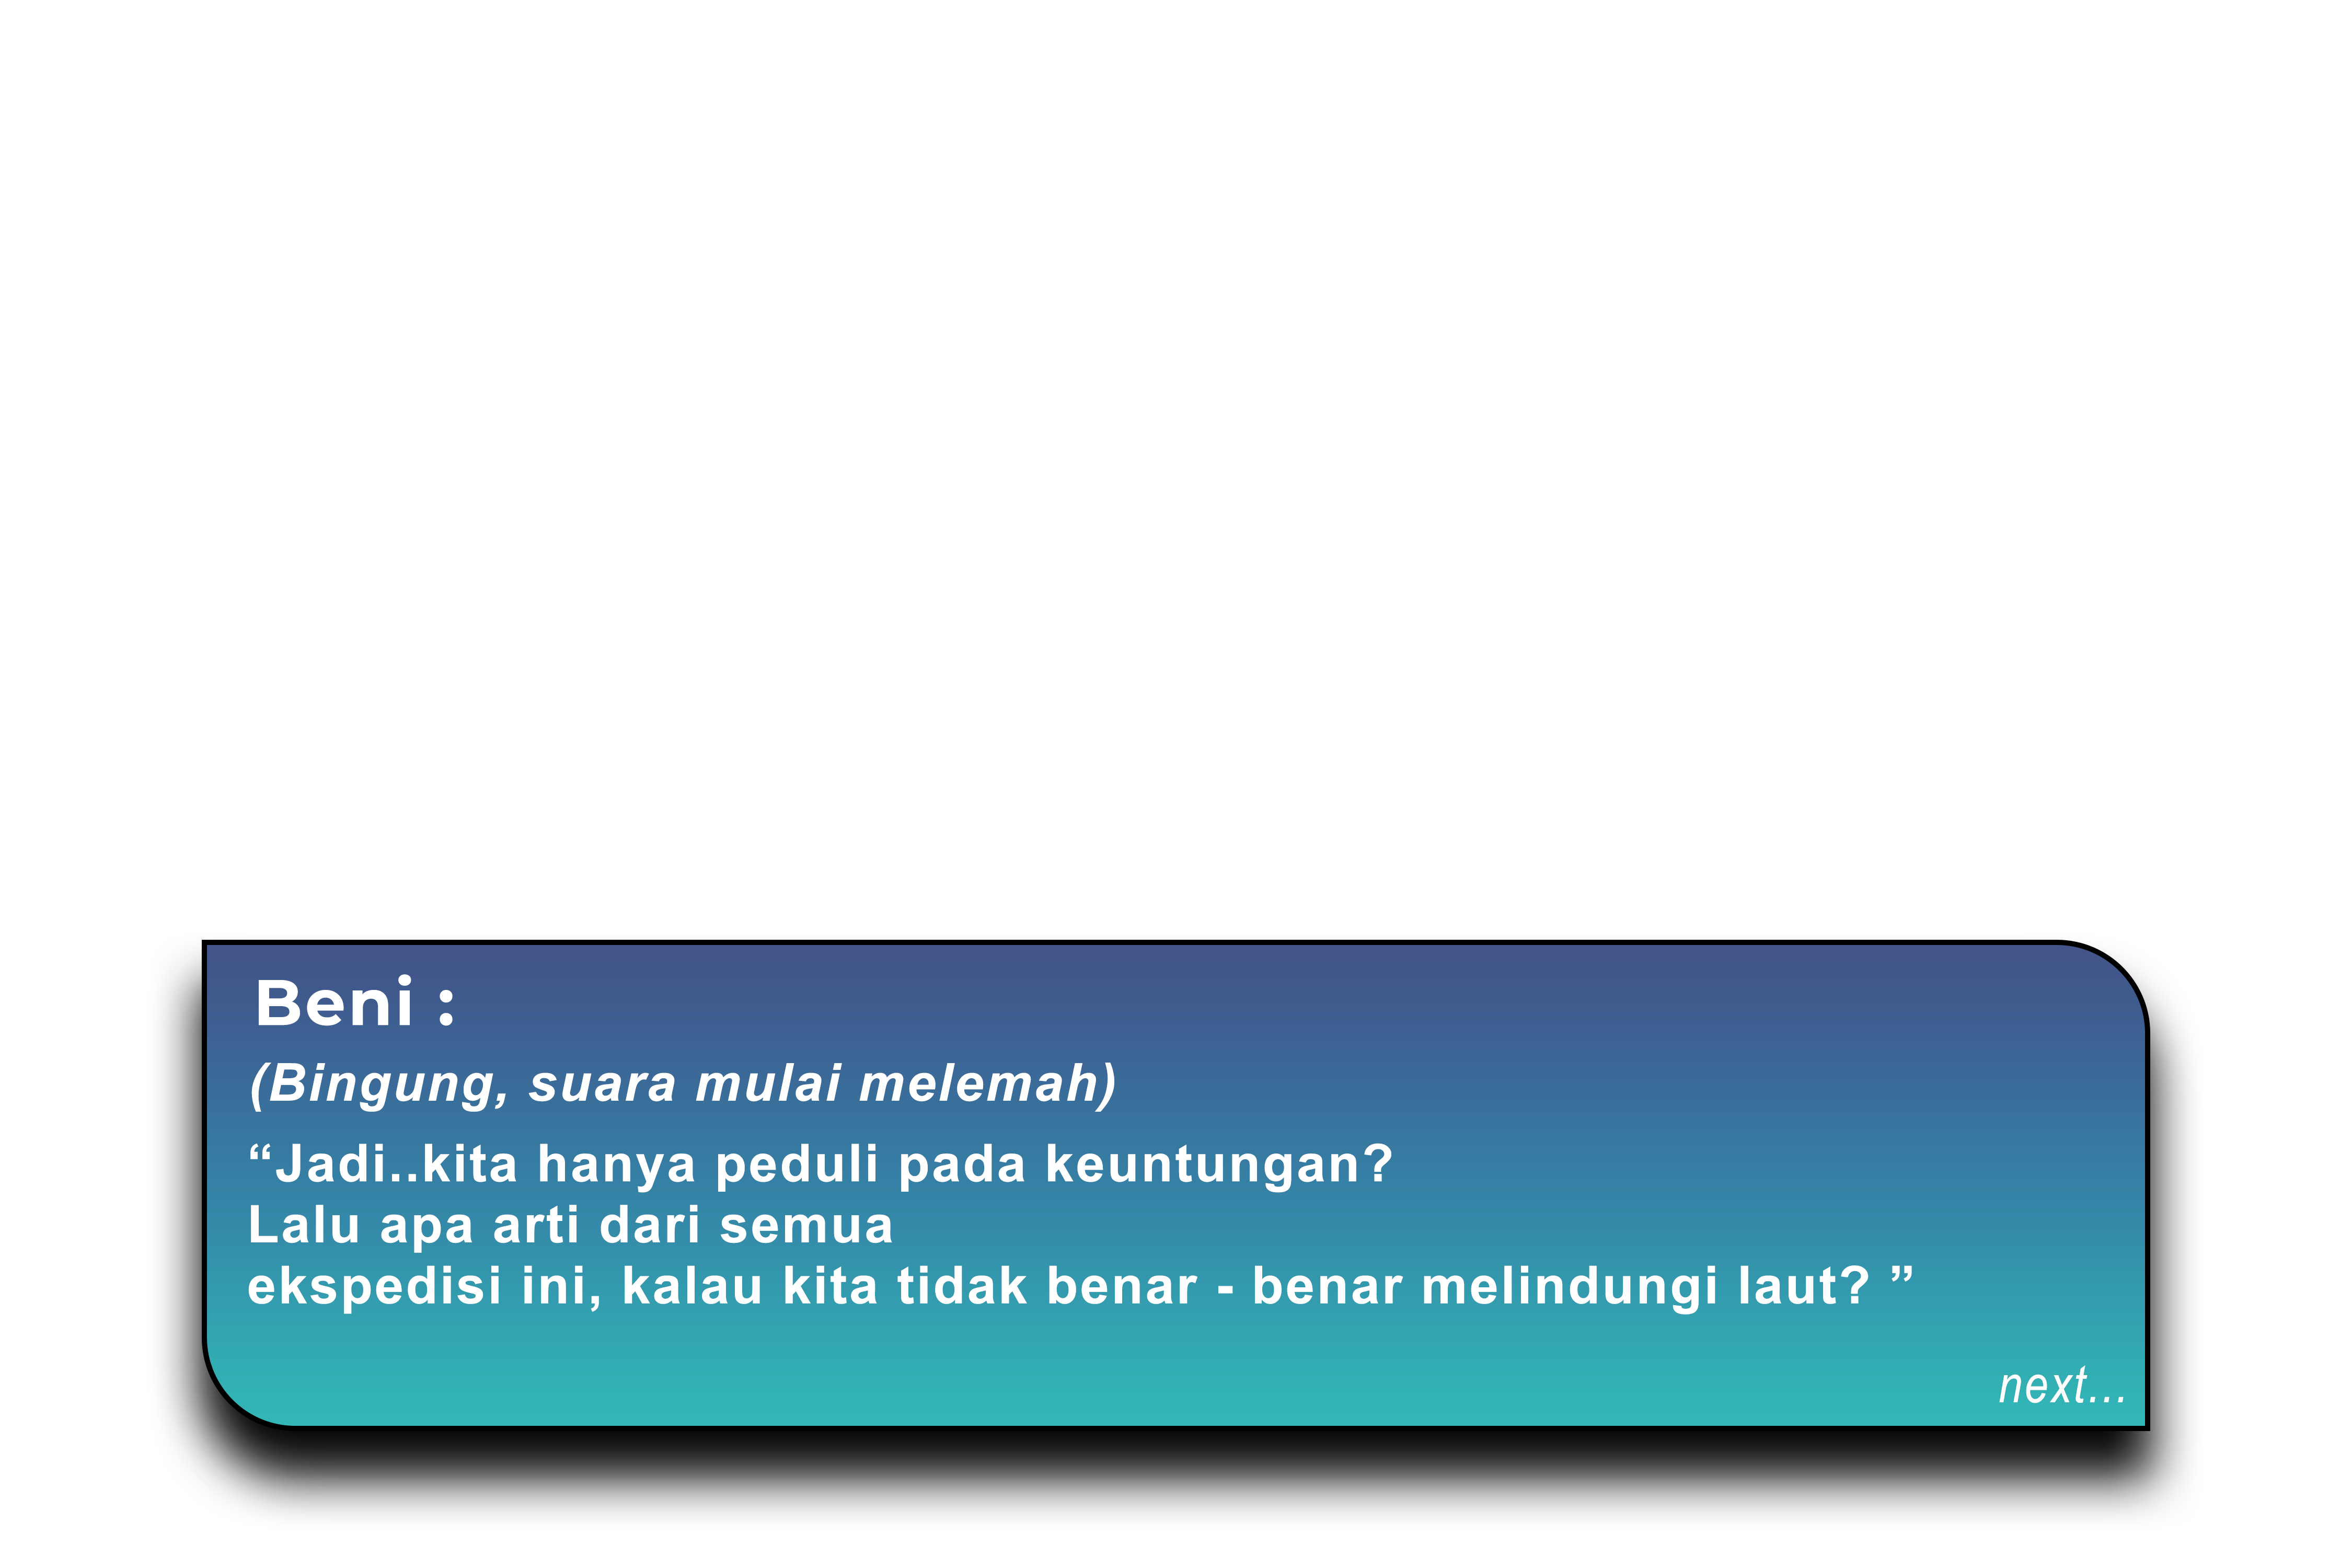 Beni :
(Bingung, suara mulai melemah)
“Jadi..kita hanya peduli pada keuntungan?
Lalu apa arti dari semua
ekspedisi ini, kalau kita tidak benar - benar melindungi laut? ”
next...